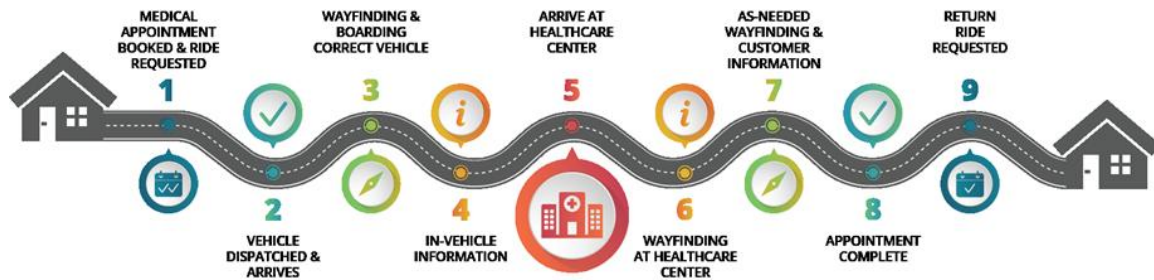 MEDICAL
APPOINTMENT
BOOKED & RIDE
REQUESTED
1
2
VEHICLE
DISPATCHED &
ARRIVES
WAYFINDING &
BOARDING
CORRECT VEHICLE
3
i
4
IN-VEHICLE
INFORMATION
ARRIVE AT
HEALTHCARE
CENTER
5
i
6
WAYFINDING
AT HEALTHCARE
CENTER
AS-NEEDED
WAYFINDING &
CUSTOMER
INFORMATION
7
8
APPOINTMENT
COMPLETE
RETURN
RIDE
REQUESTED
9